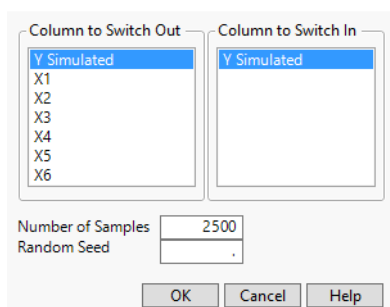 Column to Switch Out
Column to Switch In
Y Simulated
X1
X2
X3
X4
X5
X6
Y Simulated
Number of Samples 2500
Random Seed .
OK Cancel Help